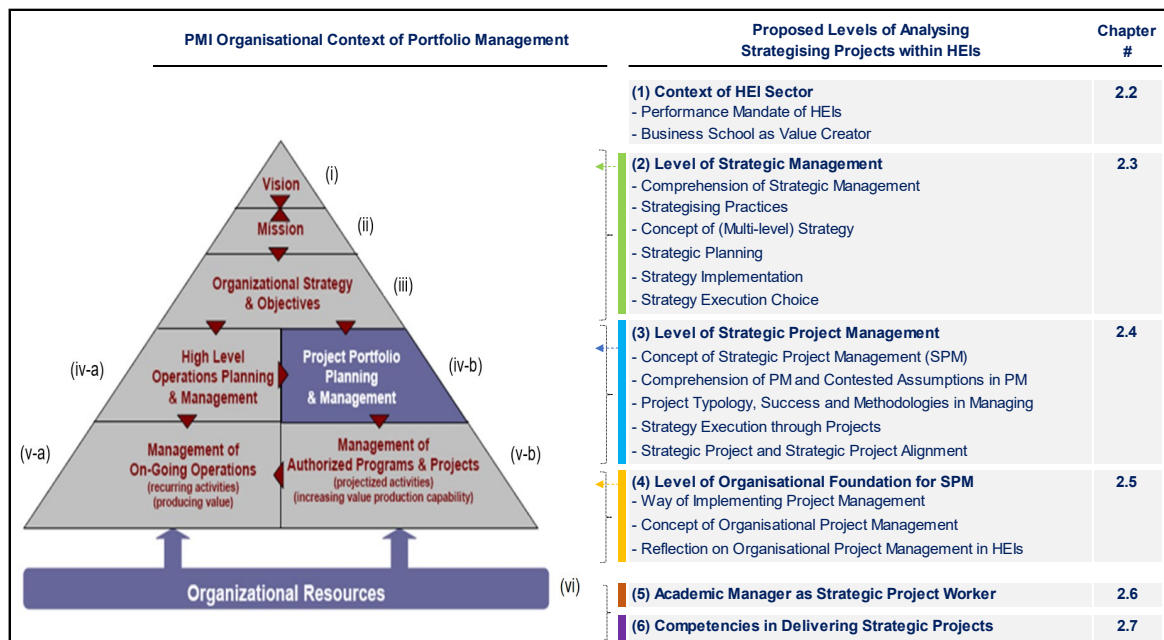 PMI Organisational Context of Portfolio Management
Vision
(i)
Mission
(ii)
Organizational Strategy
& Objectives
(iii)
(iv-a)
High Level
Operations Planning
& Management
Project Portfolio
Planning
& Management
(iv-b)
(v-a)
Management of
On-Going Operations
(recurring activities)
(producing value)
Management of
Authorized Programs & Projects
(projectized activities)
(increasing value production capability)
(v-b)
Organizational Resources
(vi)
Proposed Levels of Analysing
Strategising Projects within HEIs
Chapter
#
(1) Context of HEI Sector
2.2
- Performance Mandate of HEIs
- Business School as Value Creator
(2) Level of Strategic Management
2.3
- Comprehension of Strategic Management
- Strategising Practices
- Concept of (Multi-level) Strategy
- Strategic Planning
- Strategy Implementation
- Strategy Execution Choice
(3) Level of Strategic Project Management
2.4
- Concept of Strategic Project Management (SPM)
- Comprehension of PM and Contested Assumptions in PM
- Project Typology, Success and Methodologies in Managing
- Strategy Execution through Projects
- Strategic Project and Strategic Project Alignment
(4) Level of Organisational Foundation for SPM
2.5
- Way of Implementing Project Management
- Concept of Organisational Project Management
- Reflection on Organisational Project Management in HEIs
(5) Academic Manager as Strategic Project Worker
2.6
(6) Competencies in Delivering Strategic Projects
2.7